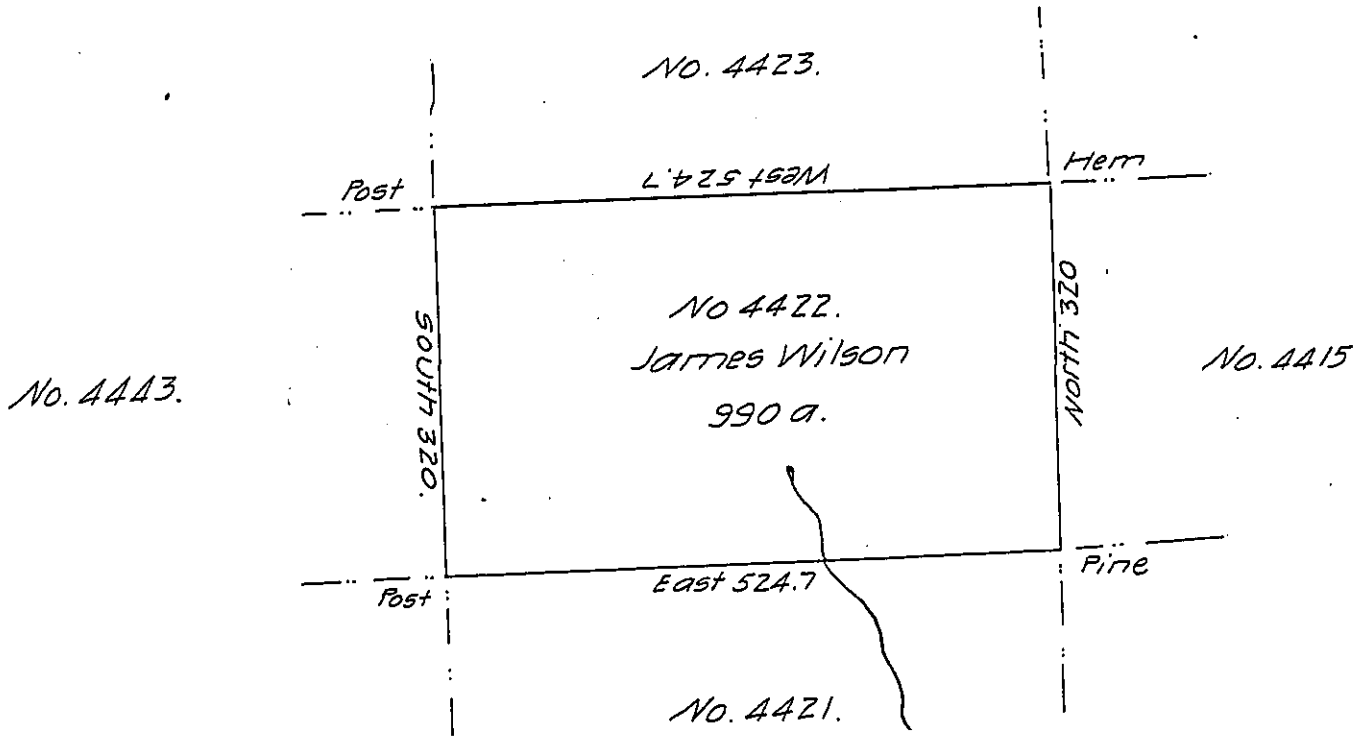 No. 4423.
Post
West 524.7
Hem
No 4422.
James Wilson
990 a.
South 320.
North 320
No. 4443.
No. 4415
Post
East 524.7
Pine
No. 4421.